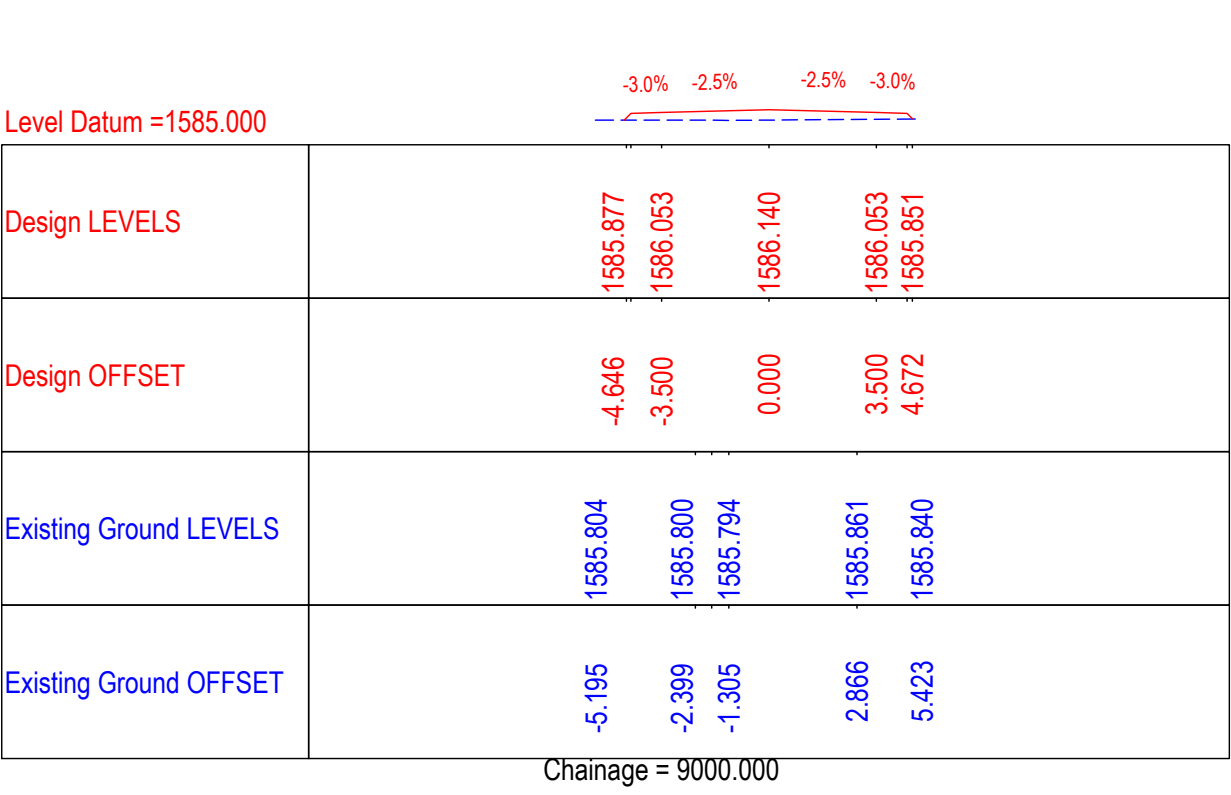 -3.0% -2.5% -2.5% -3.0%
Level Datum =1585.000
Design LEVELS 1585.877 1586.053 1586.140 1586.053 1585.851
Design OFFSET -4.646 -3.500 0.000 3.500 4.672
Existing Ground LEVELS 1585.804 1585.800 1585.794 1585.861 1585.840
Existing Ground OFFSET -5.195 -2.399 -1.305 2.866 5.423
Chainage = 9000.000